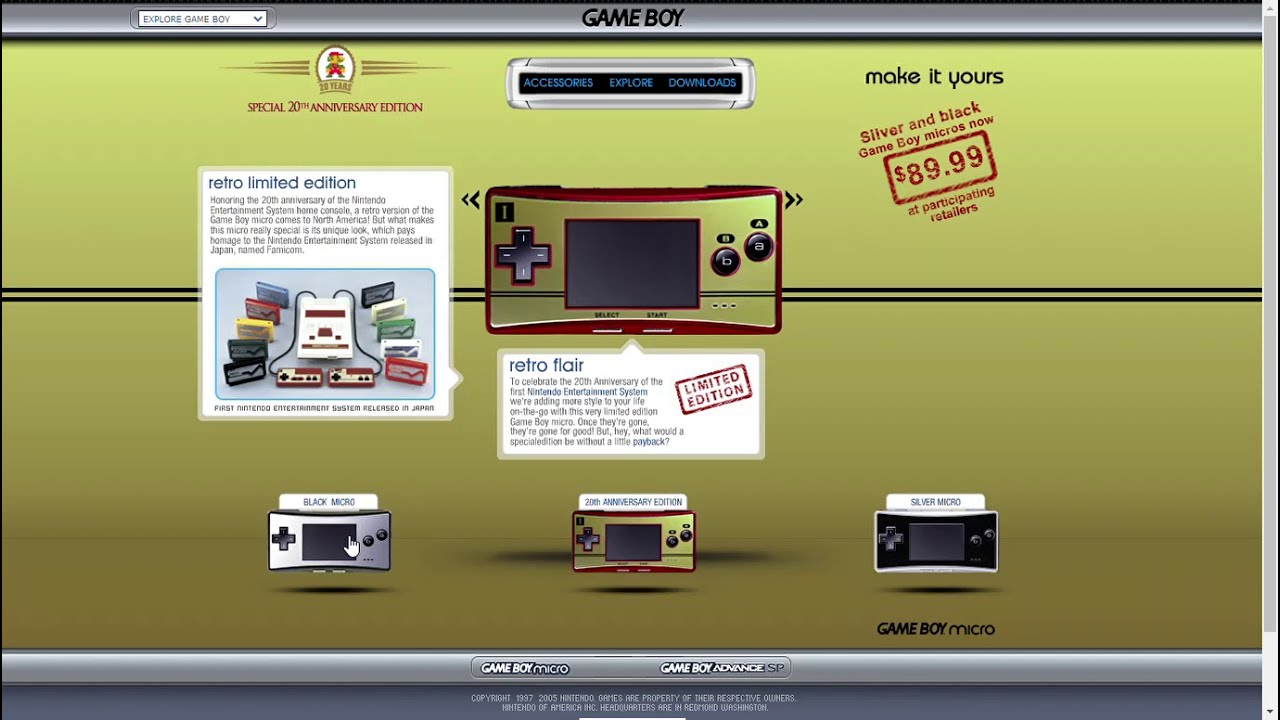 EXPLORE GAME BOY
GAME BOY
20 YEARS
SPECIAL 20TH ANNIVERSARY EDITION
ACCESSORIES EXPLORE DOWNLOADS
make it yours
Silver and black
Game Boy micros now
$89.99
at participating
retailers
retro limited edition
Honoring the 20th anniversary of the Nintendo
Entertainment System home console, a retro version of the
Game Boy micro comes to North America! But what makes
this micro really special is its unique look, which pays
homage to the Nintendo Entertainment System released in
Japan, named Famicom.
FIRST NINTENDO ENTERTAINMENT SYSTEM RELEASED IN JAPAN
I
A
a
B
b
SELECT START
retro flair
To celebrate the 20th Anniversary of the
first Nintendo Entertainment System
we're adding more style to your life
on-the-go with this very limited edition
Game Boy micro. Once they're gone,
they're gone for good! But, hey, what would a
specialedition be without a little payback?
LIMITED
EDITION
BLACK MICRO
20th ANNIVERSARY EDITION
SILVER MICRO
I
GAME BOY micro
GAME BOY micro
GAME BOY ADVANCE SP
COPYRIGHT 1997 2005 NINTENDO. GAMES ARE PROPERTY OF THEIR RESPECTIVE OWNERS.
NINTENDO OF AMERICA INC. HEADQUARTERS ARE IN REDMOND WASHINGTON.